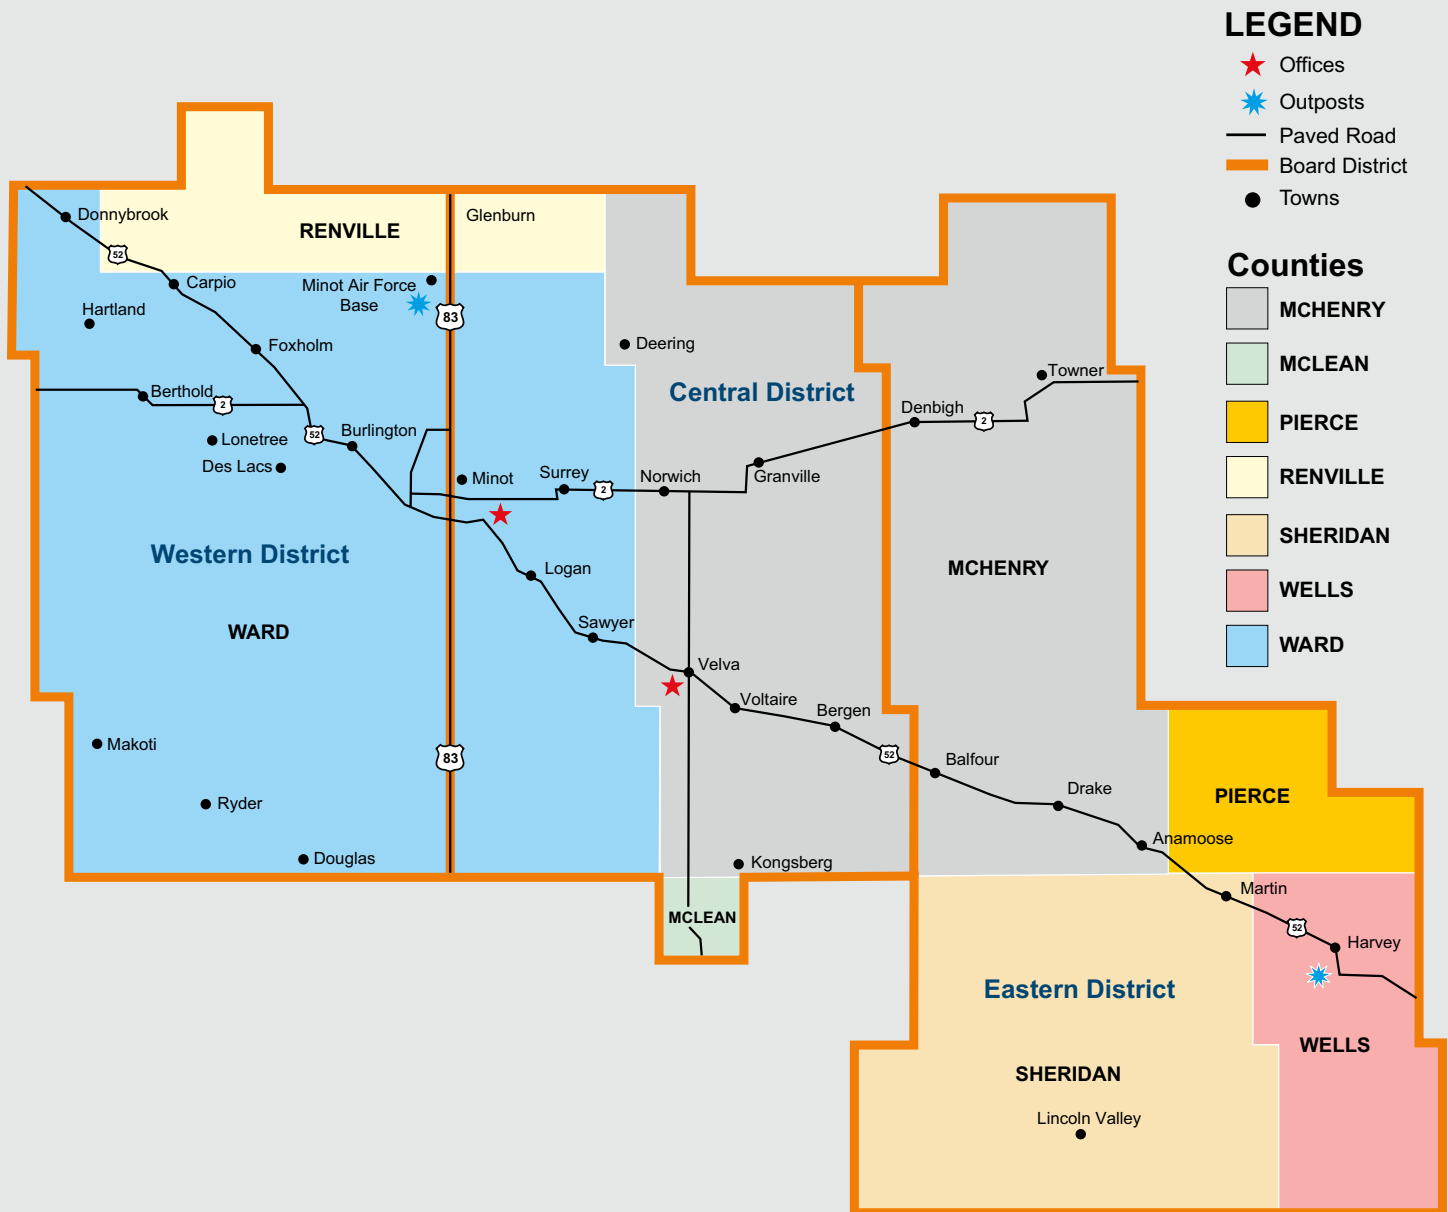 LEGEND
Offices
Outposts
Paved Road
Board District
Towns
Counties
MCHENRY
MCLEAN
PIERCE
RENVILLE
SHERIDAN
WELLS
WARD
Donnybrook
52
RENVILLE
Glenburn
Carpio
Minot Air Force
Base
Hartland
83
Foxholm
Deering
Berthold
2
52
Burlington
Lonetree
Des Lacs
Central District
Towner
Denbigh
2
Minot
Surrey
2
Norwich
Granville
Western District
Logan
MCHENRY
WARD
Sawyer
Velva
Voltaire
Bergen
52
Balfour
Makoti
83
Ryder
Drake
PIERCE
Anamoose
Douglas
Kongsberg
MCLEAN
Martin
52
Harvey
Eastern District
WELLS
SHERIDAN
Lincoln Valley